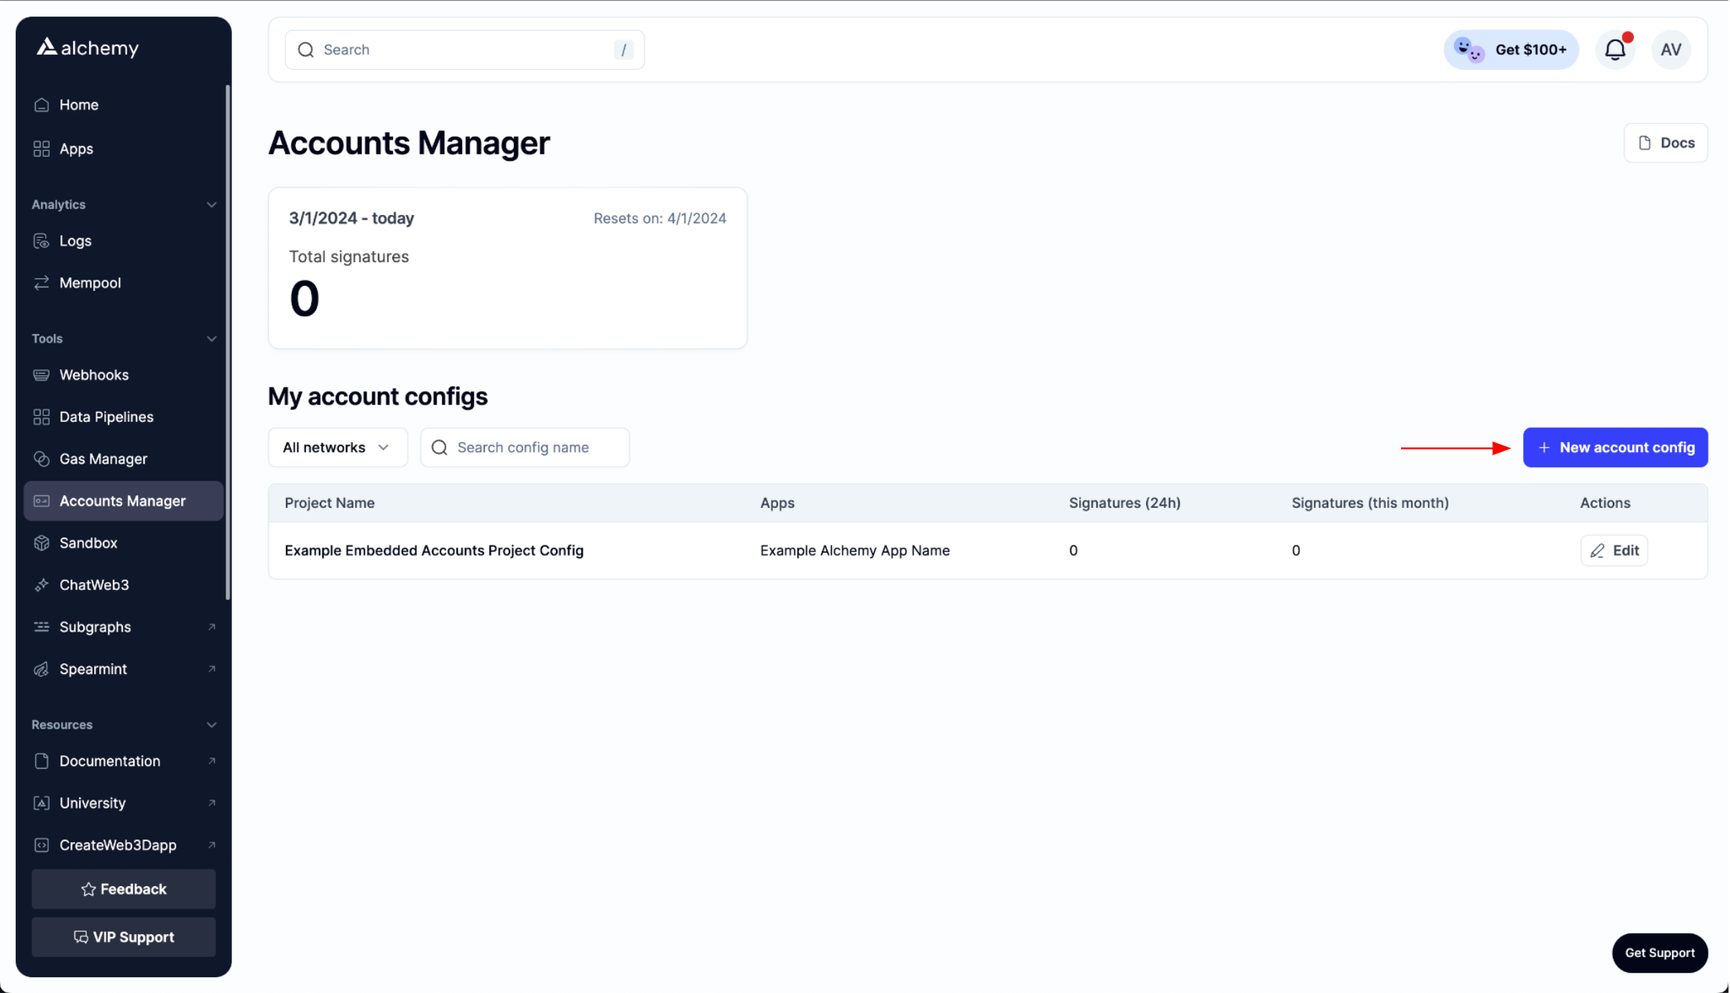 alchemy
Home
Apps
Analytics
Logs
Mempool
Tools
Webhooks
Data Pipelines
Gas Manager
Accounts Manager
Sandbox
ChatWeb3
Subgraphs
Spearmint
Resources
Documentation
University
CreateWeb3Dapp
Feedback
VIP Support
Search /
Get $100+
AV
Accounts Manager
Docs
3/1/2024 - today Resets on: 4/1/2024
Total signatures
0
My account configs
All networks Search config name + New account config
Project Name Apps Signatures (24h) Signatures (this month) Actions
Example Embedded Accounts Project Config Example Alchemy App Name 0 0 Edit
Get Support